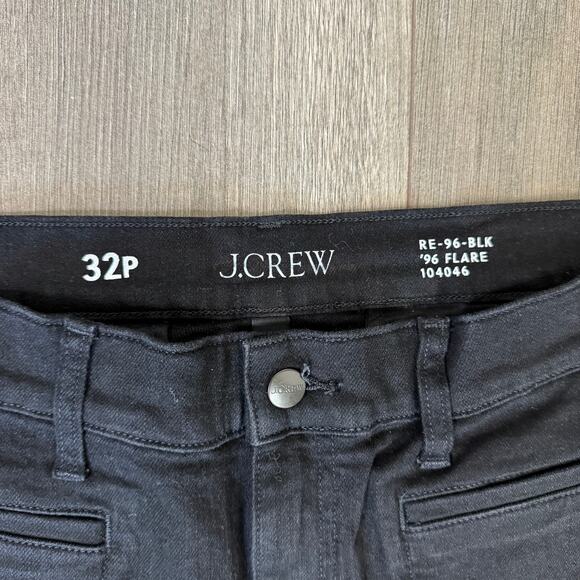 32P
J.CREW
RE-96-BLK
'96 FLARE
104046
J.CREW